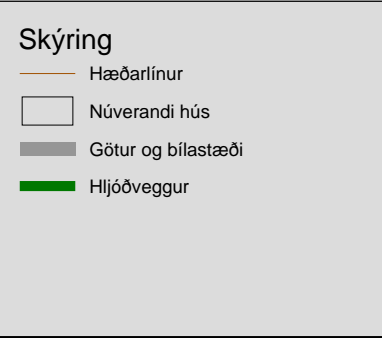 Skýring
Hæðarlínur
Núverandi hús
Götur og bílastæði
Hljóðveggur